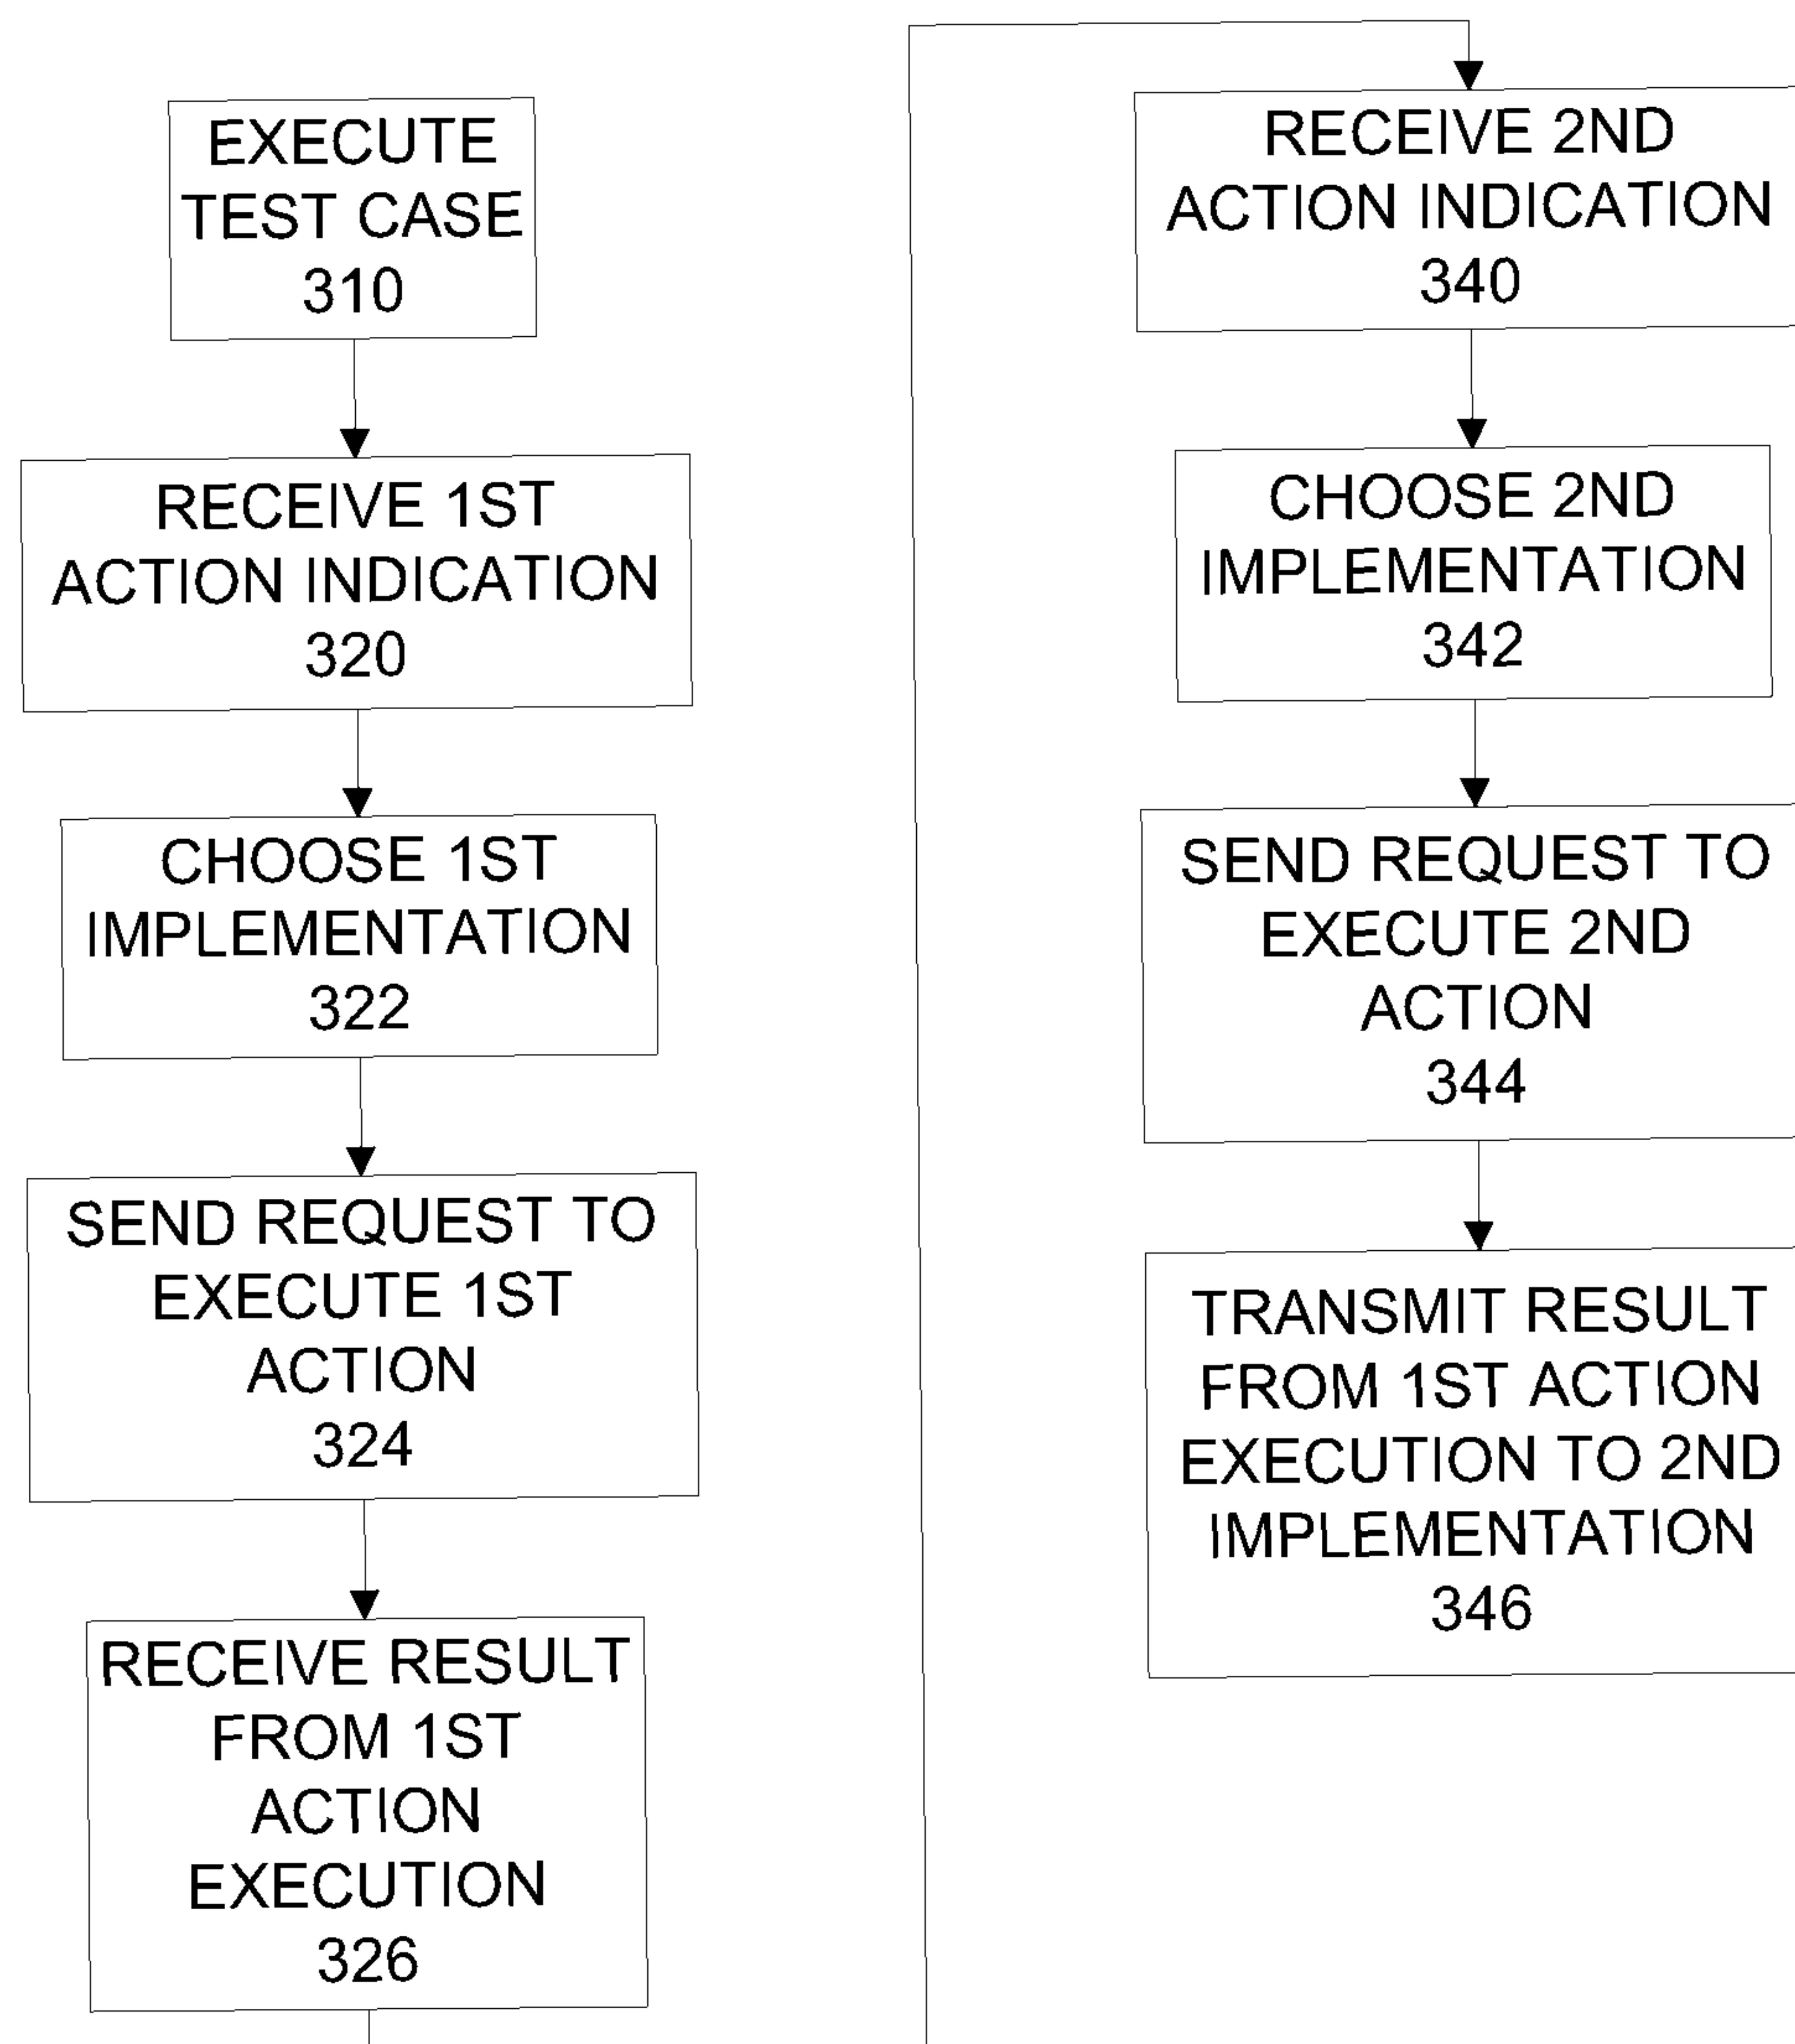 EXECUTE
TEST CASE
310
RECEIVE 1ST
ACTION INDICATION
320
CHOOSE 1ST
IMPLEMENTATION
322
SEND REQUEST TO
EXECUTE 1ST
ACTION
324
RECEIVE RESULT
FROM 1ST
ACTION
EXECUTION
326
RECEIVE 2ND
ACTION INDICATION
340
CHOOSE 2ND
IMPLEMENTATION
342
SEND REQUEST TO
EXECUTE 2ND
ACTION
344
TRANSMIT RESULT
FROM 1ST ACTION
EXECUTION TO 2ND
IMPLEMENTATION
346